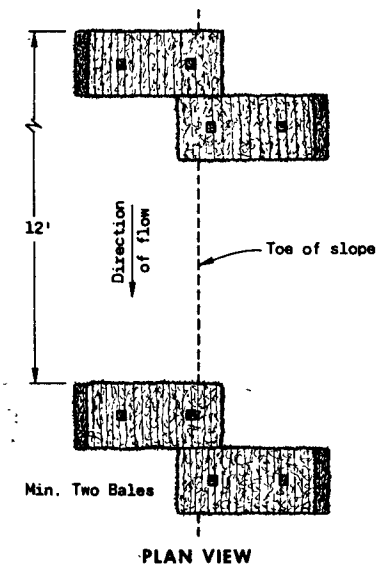 12'
Direction
of flow
Toe of slope
Min. Two Bales
PLAN VIEW